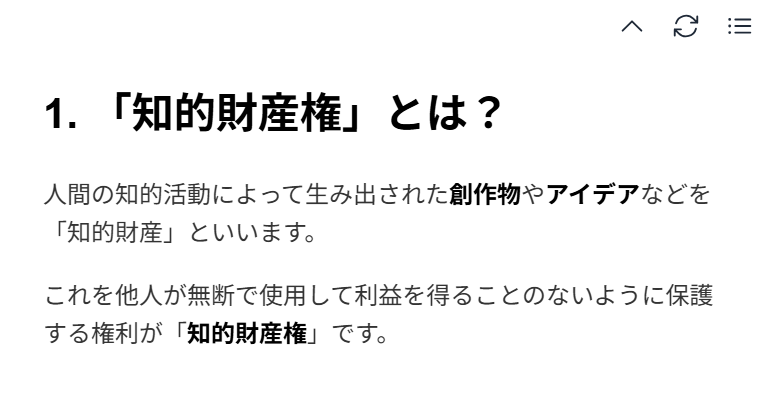 1. 「知的財産権」とは？
人間の知的活動によって生み出された創作物やアイデアなどを
「知的財産」といいます。
これを他人が無断で使用して利益を得ることのないように保護
する権利が「知的財産権」です。